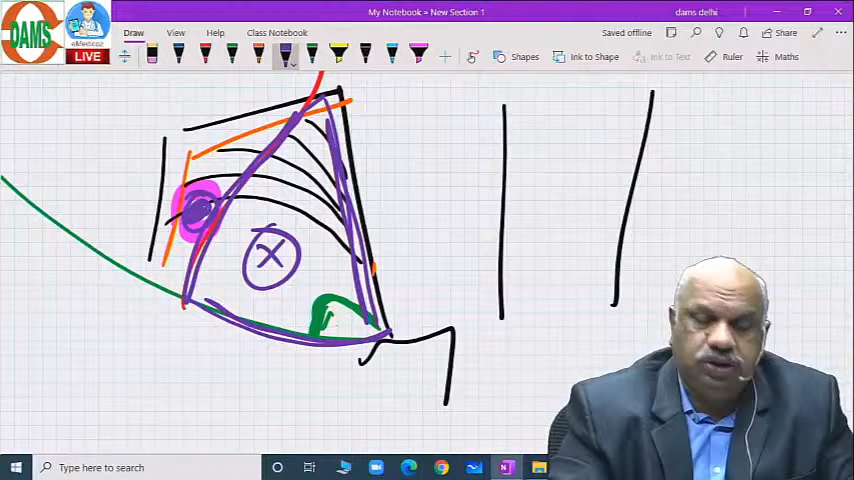 My Notebook = New Section 1
dams delhi
DAMS
eMedicoz
LIVE
Draw
View
Help
Class Notebook
Saved offline
Share
Shapes
Ink to Shape
Ink to Text
Ruler
Maths
X
Type here to search